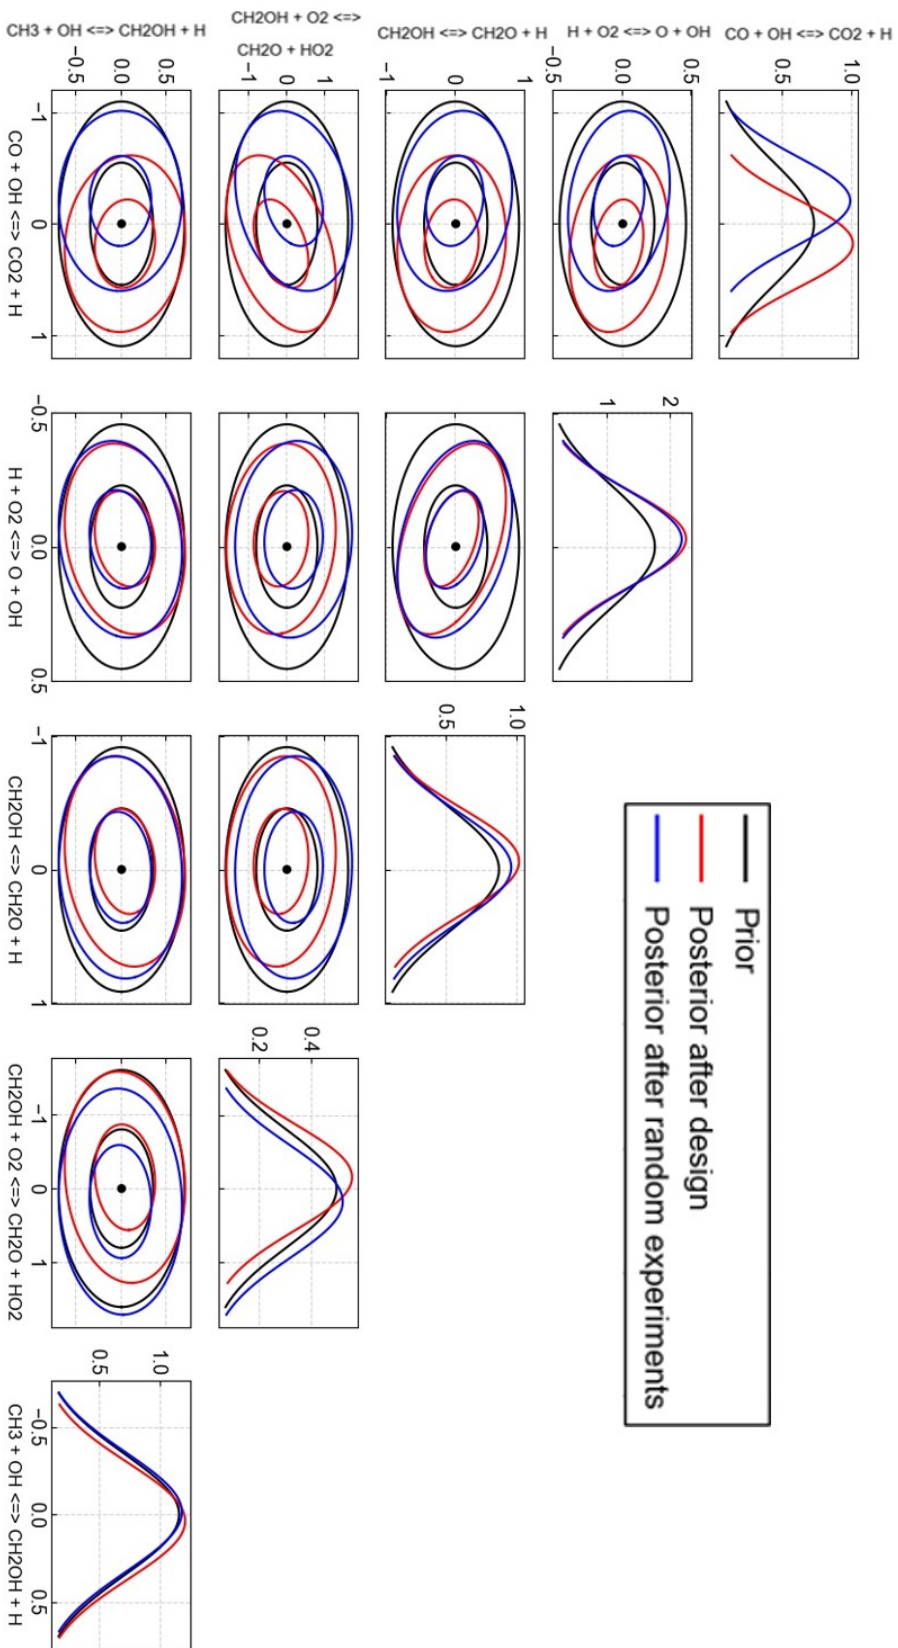 CO + OH <=> CO2 + H
1.0
0.5
H + O2 <=> O + OH
0.5
0.0
−0.5
2
1
CH2OH <=> CH2O + H
1
0
−1
1.0
0.5
CH2OH + O2 <=>
CH2O + HO2
1
0
−1
0.4
0.2
CH3 + OH <=> CH2OH + H
0.5
0.0
−0.5
1.0
0.5
−1
0
1
CO + OH <=> CO2 + H
−0.5
0.0
0.5
H + O2 <=> O + OH
−1
0
1
CH2OH <=> CH2O + H
−1
0
1
CH2OH + O2 <=> CH2O + HO2
−0.5
0.0
0.5
CH3 + OH <=> CH2OH + H
Prior
Posterior after design
Posterior after random experiments